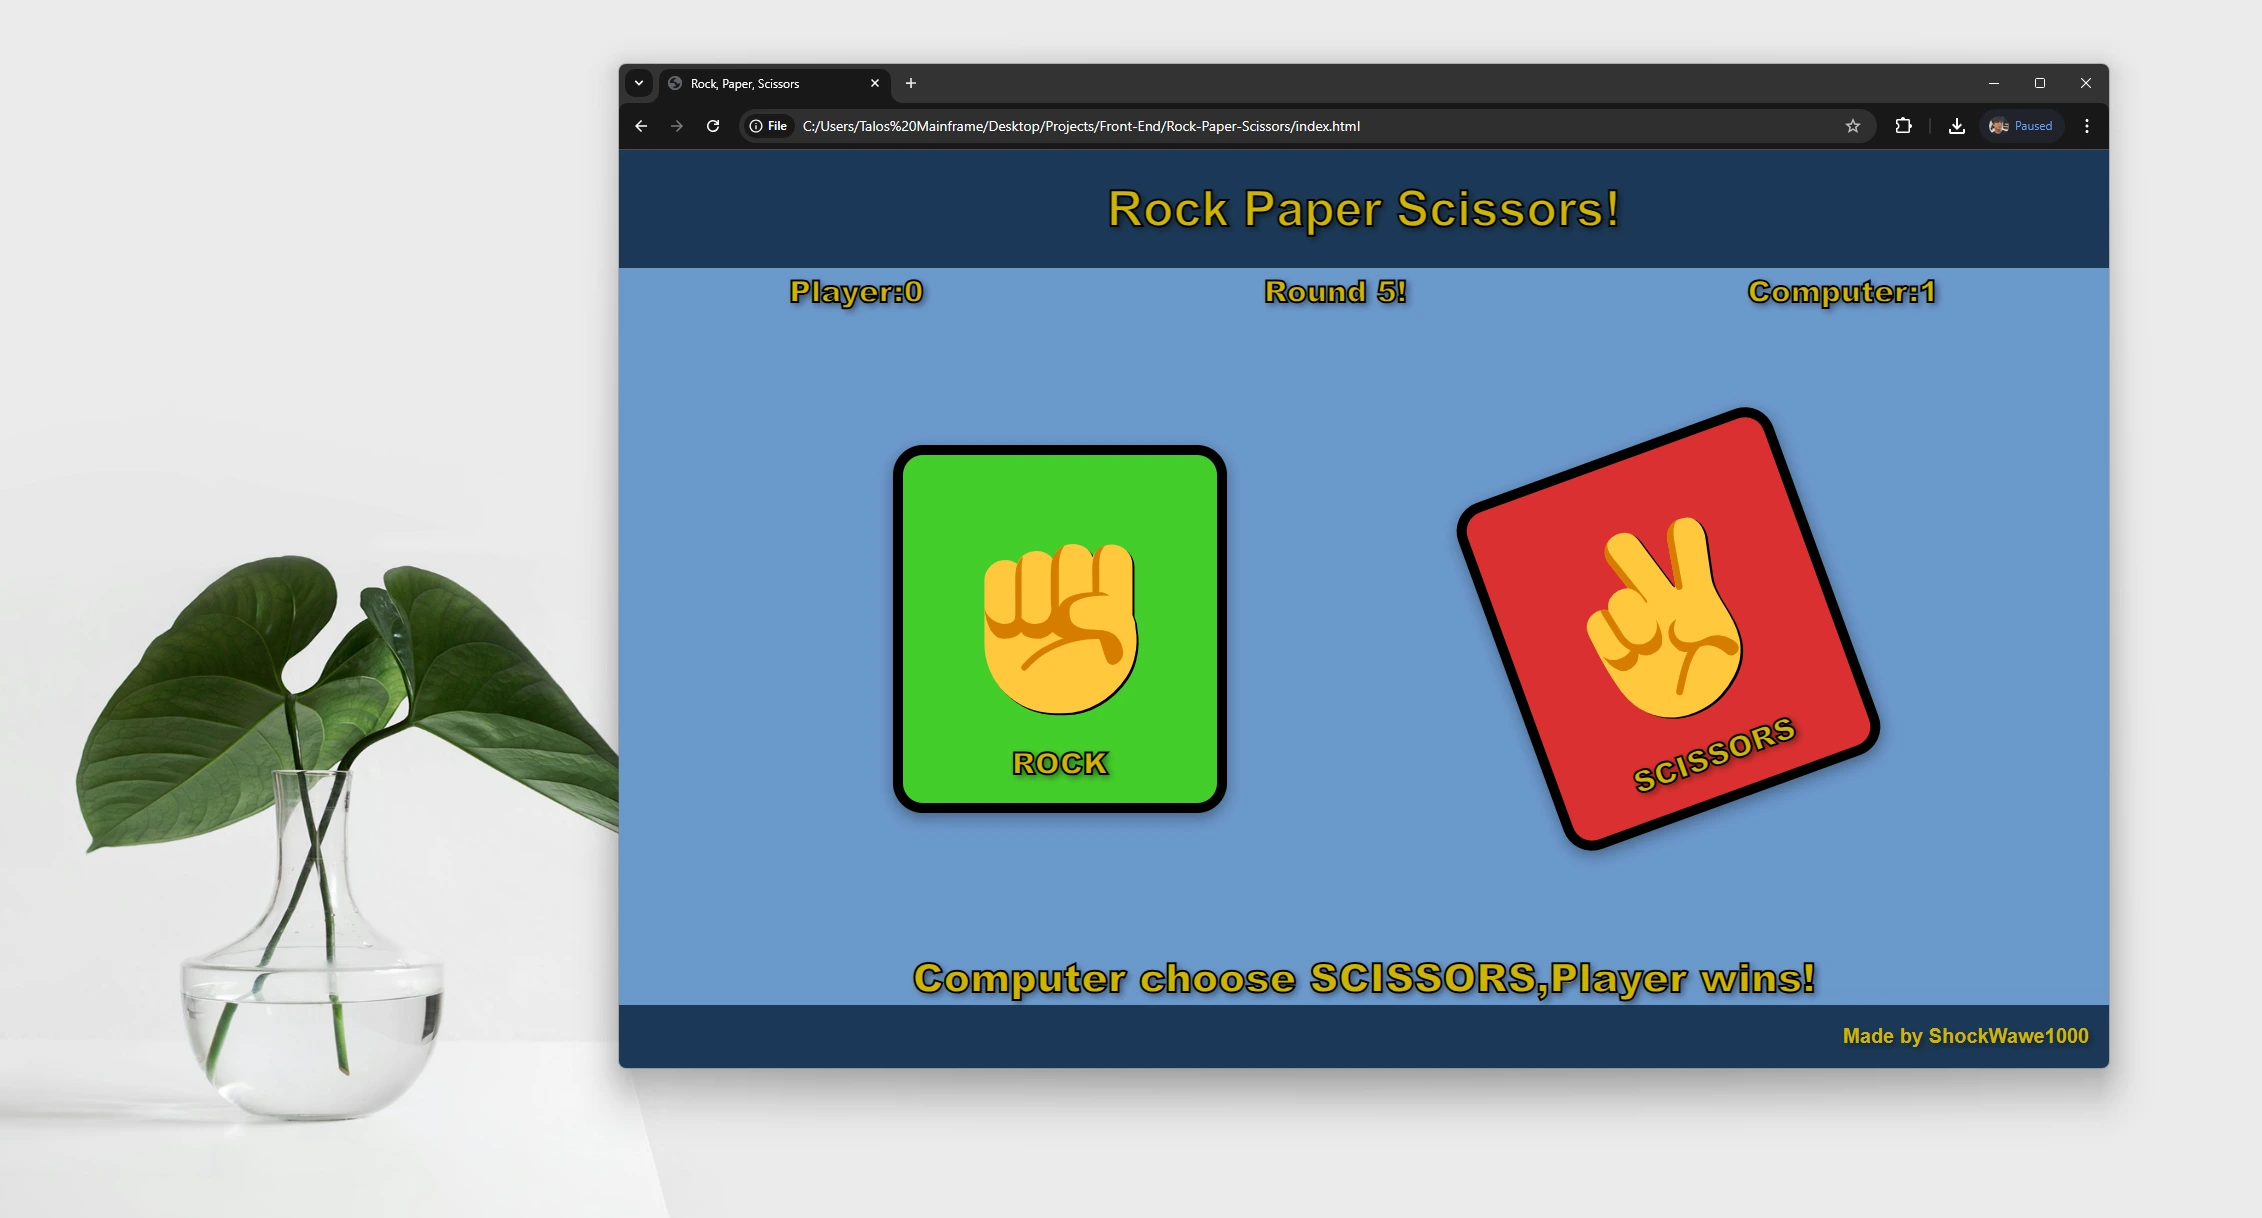 Rock, Paper, Scissors
File C:/Users/Talos%20Mainframe/Desktop/Projects/Front-End/Rock-Paper-Scissors/index.html
Paused
Rock Paper Scissors!
Player:0
Round 5!
Computer:1
ROCK
SCISSORS
Computer choose SCISSORS,Player wins!
Made by ShockWawe1000